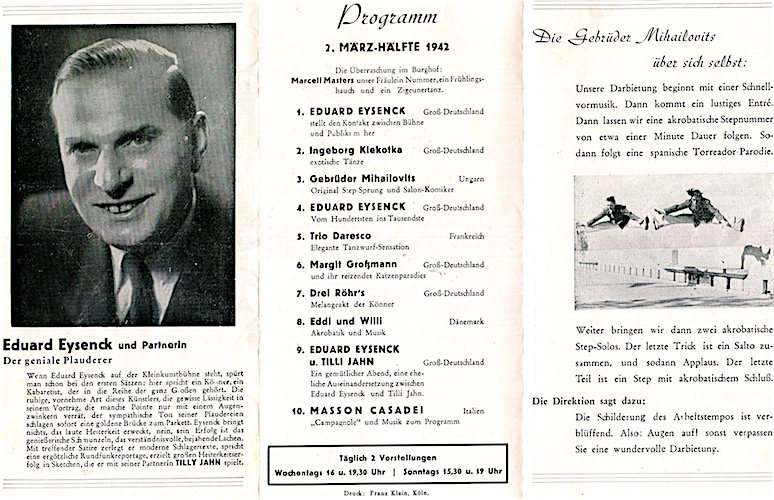 Eduard Eysenck und Partnerin
Der geniale Plauderer
Wenn Eduard Eysenck auf der Kleinkunstbühne steht, spürt
man schon bei den ersten Sätzen: hier spricht ein Könner, ein
Kabaretist, der in die Reihe der ganz Großen gehört. Die
ruhige, vornehme Art dieses Künstlers, die gewisse Lässigkeit in
seinem Vortrag, die manche Pointe nur mit einem Augen-
zwinkern verrät, der sympathische Ton seiner Plaudereien
schlagen sofort eine goldene Brücke zum Parkett. Eysenck bringt
nichts, das laute Heiterkeit erweckt, nein, sein Erfolg ist das
genießerische Schmunzeln, das verständnisvolle, bejahende Lachen.
Mit treffender Satire zerlegt er moderne Schlagertexte, spricht
eine ergötzliche Rundfunkreportage, erzielt großen Heiterkeitser-
folg in Sketchen, die er mit seiner Partnerin TILLY JAHN spielt.
Programm
2. MÄRZ-HÄLFTE 1942
Die Überraschung im Burghof:
Marcell Masters unser Fräulein Nummer, ein Frühlings-
hauch und ein Zigeunertanz.
1. EDUARD EYSENCK Groß-Deutschland
stellt den Kontakt zwischen Bühne
und Publikum her
2. Ingeborg Klekotka Groß-Deutschland
exotische Tänze
3. Gebrüder Mihailovits Ungarn
Original Step-Sprung und Salon-Komiker
4. EDUARD EYSENCK Groß-Deutschland
Vom Hundertsten ins Tausendste
5. Trio Daresco Frankreich
Elegante Tanzwurf-Sensation
6. Margit Großmann Groß-Deutschland
und ihr reizendes Katzenparadies
7. Drei Röhr's Groß-Deutschland
Melangeakt der Könner
8. Eddi und Willi Dänemark
Akrobatik und Musik
9. EDUARD EYSENCK
u. TILLI JAHN Groß-Deutschland
Ein gemütlicher Abend, eine ehe-
liche Auseinandersetzung zwischen
Eduard Eysenck und Tilli Jahn.
10. MASSON CASADEI Italien
„Campagnole" und Musik zum Programm
Täglich 2 Vorstellungen
Wochentags 16 u. 19,30 Uhr | Sonntags 15,30 u. 19 Uhr
Druck: Franz Klein, Köln.
Die Gebrüder Mihailovits
über sich selbst:
Unsere Darbietung beginnt mit einer Schnell-
vormusik. Dann kommt ein lustiges Entré.
Dann lassen wir eine akrobatische Stepnummer
von etwa einer Minute Dauer folgen. So-
dann folgt eine spanische Torreador-Parodie.
Weiter bringen wir dann zwei akrobatische
Step-Solos. Der letzte Trick ist ein Salto zu-
sammen, und sodann Applaus. Der letzte
Teil ist ein Step mit akrobatischem Schluß.
Die Direktion sagt dazu:
Die Schilderung des Arbeitstempos ist ver-
blüffend. Also: Augen auf! sonst verpassen
Sie eine wundervolle Darbietung.